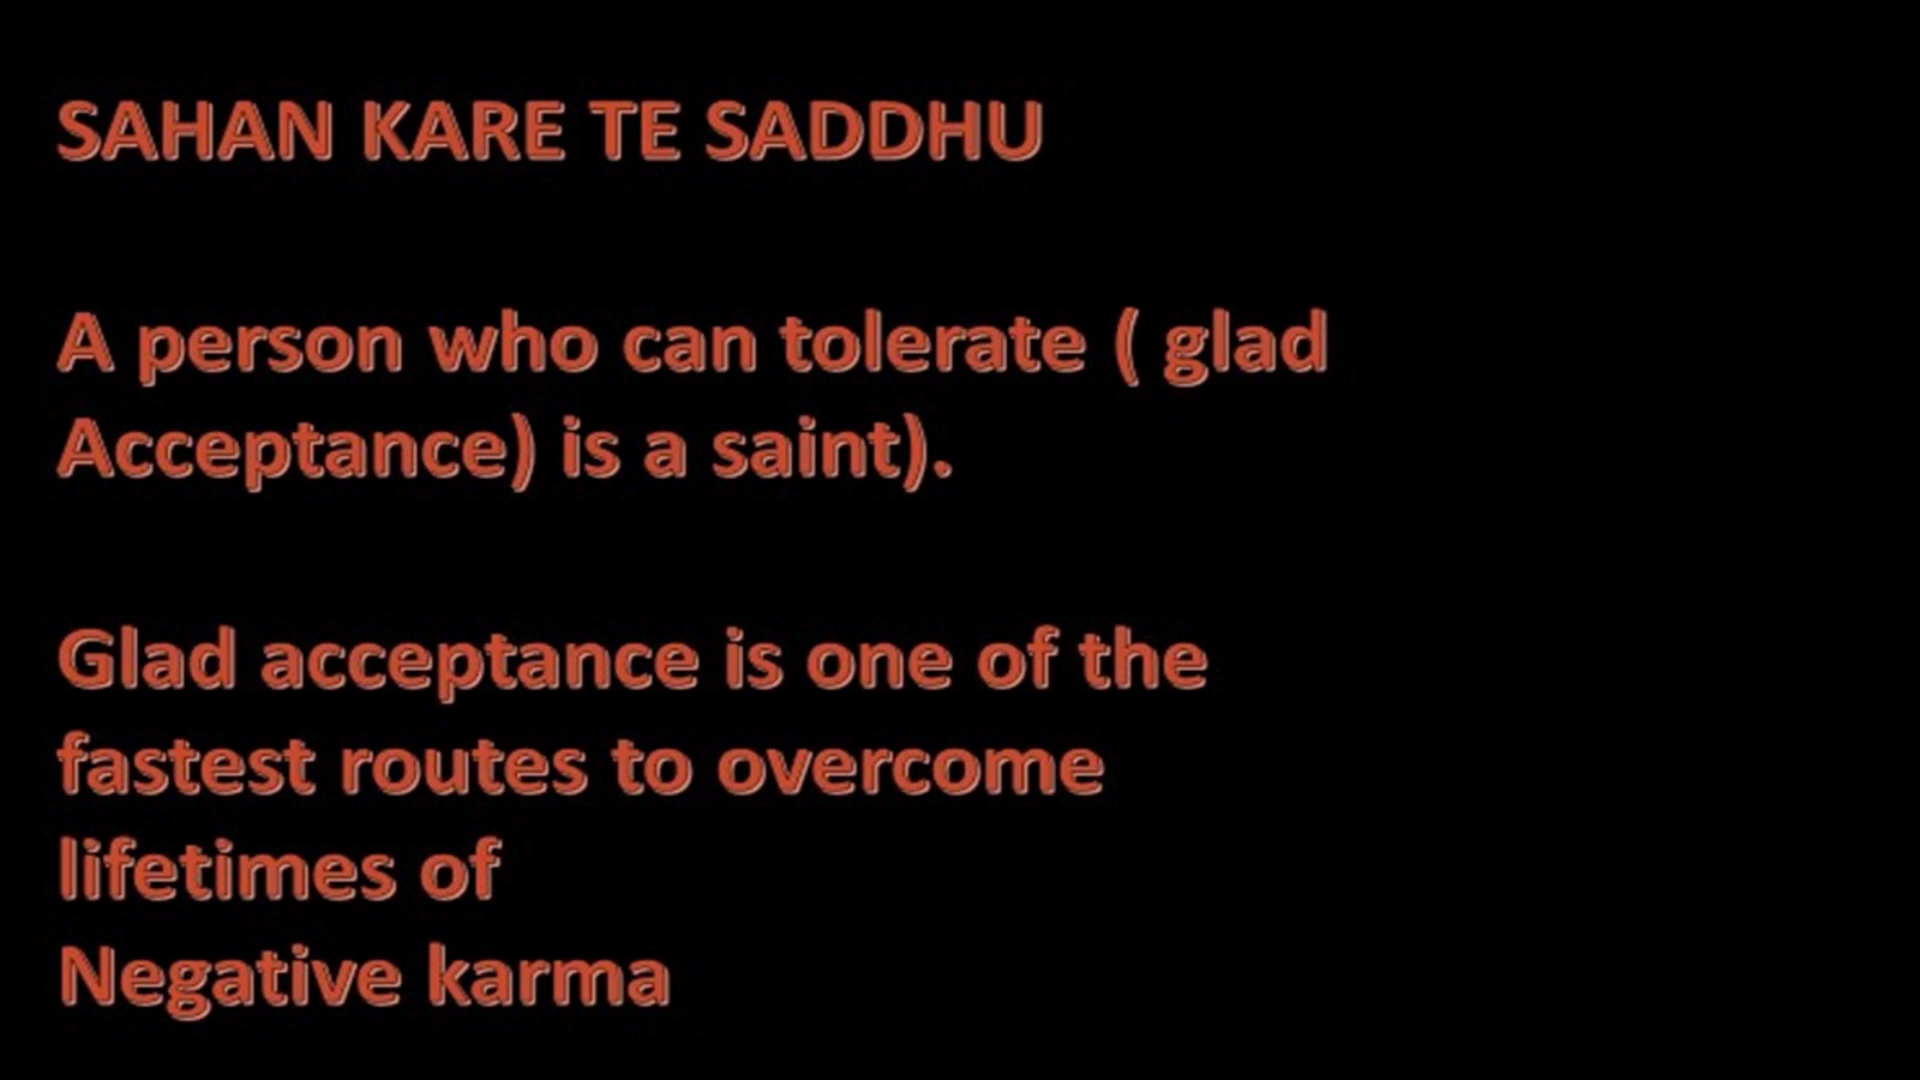 SAHAN KARE TE SADDHU
A person who can tolerate ( glad
Acceptance) is a saint).
Glad acceptance is one of the
fastest routes to overcome
lifetimes of
Negative karma